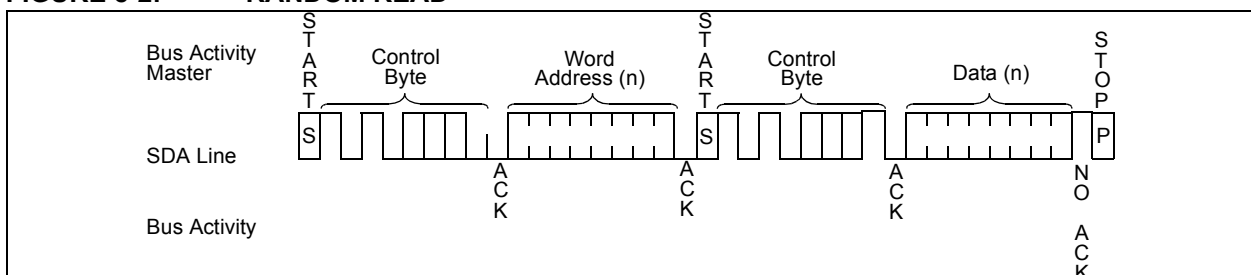 FIGURE 8-2: RANDOM READ
Bus Activity
Master
START
Control
Byte
Word
Address (n)
START
Control
Byte
Data (n)
STOP
SDA Line
S
S
P
ACK
ACK
ACK
NO ACK
Bus Activity